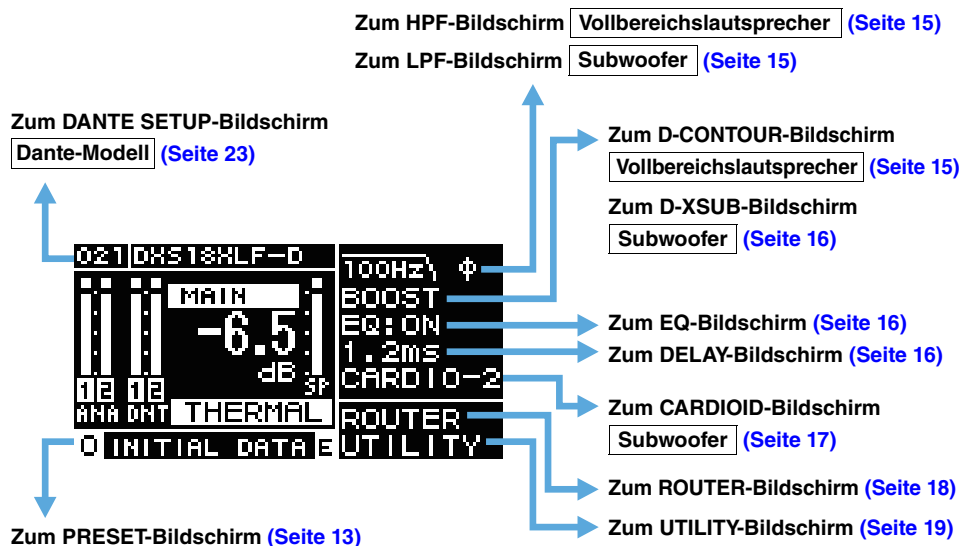 Zum HPF-Bildschirm Vollbereichslautsprecher (Seite 15)
Zum LPF-Bildschirm Subwoofer (Seite 15)
Zum DANTE SETUP-Bildschirm
Dante-Modell (Seite 23)
Zum D-CONTOUR-Bildschirm
Vollbereichslautsprecher (Seite 15)
Zum D-XSUB-Bildschirm
Subwoofer (Seite 16)
021 DXS18XLF-D
MAIN
-6.5
dB
1 2 1 2 SP
ANA DNT THERMAL
0 INITIAL DATA E
100Hz ϕ
BOOST
EQ:ON
1.2ms
CARDIO-2
ROUTER
UTILITY
Zum EQ-Bildschirm (Seite 16)
Zum DELAY-Bildschirm (Seite 16)
Zum CARDIOID-Bildschirm
Subwoofer (Seite 17)
Zum ROUTER-Bildschirm (Seite 18)
Zum UTILITY-Bildschirm (Seite 19)
Zum PRESET-Bildschirm (Seite 13)